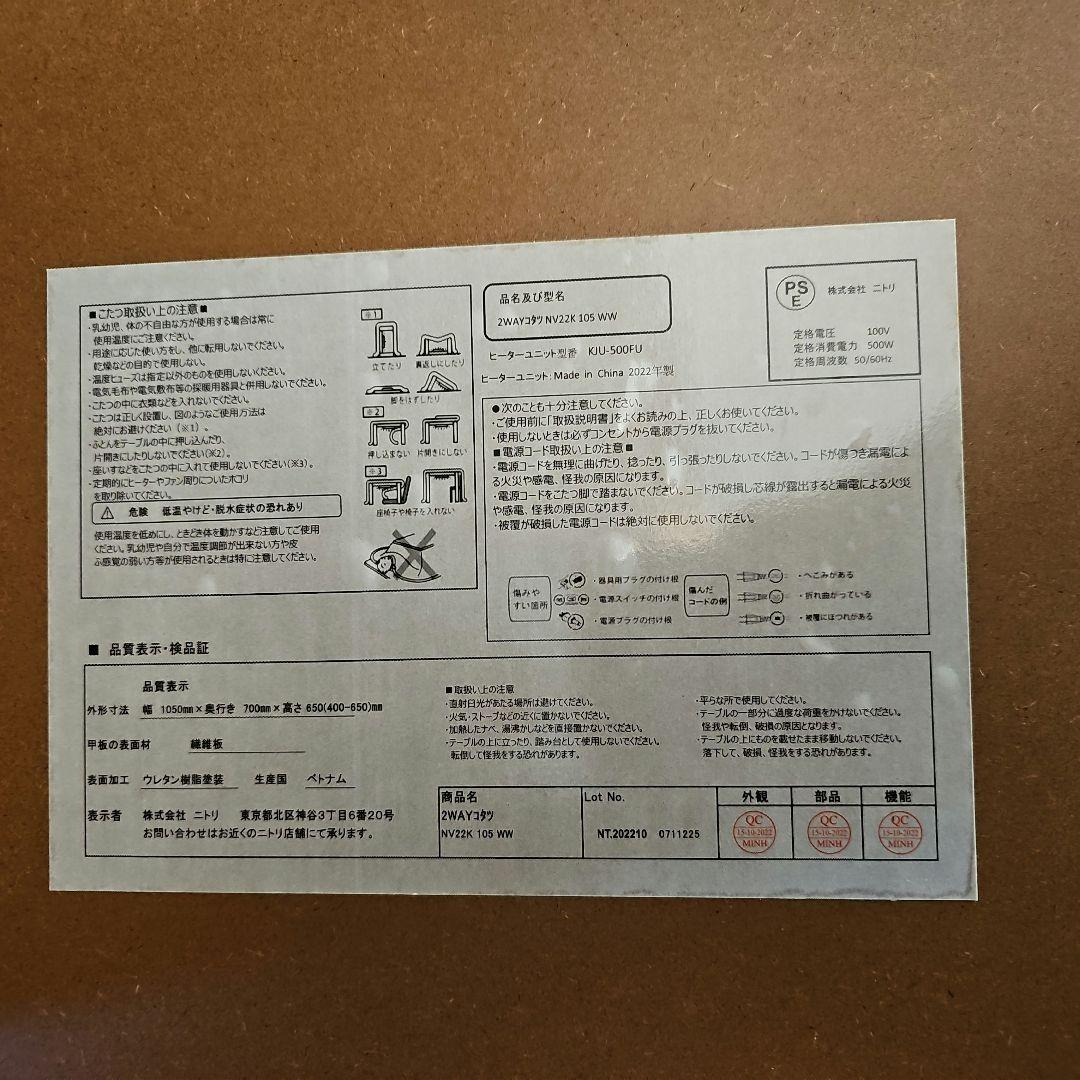 ■こたつ取扱い上の注意■
・乳幼児、体の不自由な方が使用する場合は常に
使用温度にご注意ください。
・用途に応じた使い方をし、他に転用しないでください。
乾燥などの目的で使用しない。
・温度ヒューズは指定以外のものを使用しないください。
・電気毛布や電気敷布等の採暖用器具と併用しないでください。
・こたつの中に衣類などを入れないでください。
・こたつは正しく設置し、図のようなご使用方法は
絶対にお避けください(※1)。
・ふとんをテーブルの中に押し込んだり、
片開きにしたりしないでください(※2)。
・座いすなどをこたつの中に入れて使用しないでください(※3)。
・定期的にヒーターやファン周りについたホコリ
を取り除いてください。
⚠ 危険 低温やけど・脱水症状の恐れあり
使用温度を低めにし、ときどき体を動かすなど注意してご使用
ください。乳幼児や自分で温度調節が出来ない方や皮
ふ感覚の弱い方等が使用されるときは特に注意してください。
※1
立てたり 裏返しにしたり
脚をはずしたり
※2
押し込まない 片開きにしない
※3
座椅子や椅子を入れない
品名及び型名
2WAYコタツ NV22K 105 WW
ヒーターユニット型番 KJU-500FU
ヒーターユニット: Made in China 2022年製
PS
E
株式会社 ニトリ
定格電圧 100V
定格消費電力 500W
定格周波数 50/60Hz
●次のことも十分注意してください。
・ご使用前に「取扱説明書」をよくお読みの上、正しくお使いください。
・使用しないときは必ずコンセントから電源プラグを抜いてください。
■電源コード取扱い上の注意■
・電源コードを無理に曲げたり、捻ったり、引っ張ったりしないでください。コードが傷つき漏電によ
る火災や感電、怪我の原因になります。
・電源コードをこたつ脚で踏まないでください。コードが破損し芯線が露出すると漏電による火災
や感電、怪我の原因になります。
・被覆が破損した電源コードは絶対に使用しないでください。
傷みや
すい箇所
・器具用プラグの付け根
・電源スイッチの付け根
・電源プラグの付け根
傷んだ
コードの例
・へこみがある
・折れ曲がっている
・被覆にほつれがある
■ 品質表示・検品証
品質表示
外形寸法 幅 1050mm×奥行き 700mm×高さ 650(400-650)mm
甲板の表面材 繊維板
表面加工 ウレタン樹脂塗装 生産国 ベトナム
表示者 株式会社 ニトリ 東京都北区神谷3丁目6番20号
お問い合わせはお近くのニトリ店舗にて承ります。
■取扱い上の注意
・直射日光があたる場所は避けてください。
・火気・ストーブなどの近くに置かないでください。
・加熱したナベ、湯沸かしなどを直接置かないでください。
・テーブルの上に立ったり、踏み台として使用しないでください。
転倒して怪我をする恐れがあります。
・平らな所で使用してください。
・テーブルの一部分に過度な荷重をかけないでください。
怪我や転倒、破損の原因となります。
・テーブルの上にものを載せたまま移動しないでください。
落下して、破損、怪我をする恐れがあります。
商品名
2WAYコタツ
NV22K 105 WW
Lot No.
NT.202210 0711225
外観 部品 機能
QC
15-10-2022
MINH
QC
15-10-2022
MINH
QC
15-10-2022
MINH